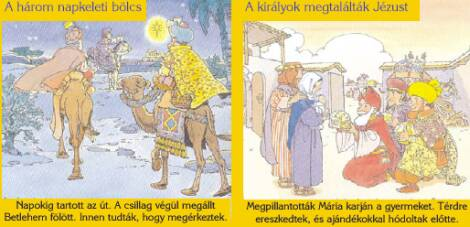 A három napkeleti bölcs
Napokig tartott az út. A csillag végül megállt
Betlehem fölött. Innen tudták, hogy megérkeztek.
A királyok megtalálták Jézust
Megpillantották Mária karján a gyermeket. Térdre
ereszkedtek, és ajándékokkal hódoltak előtte.